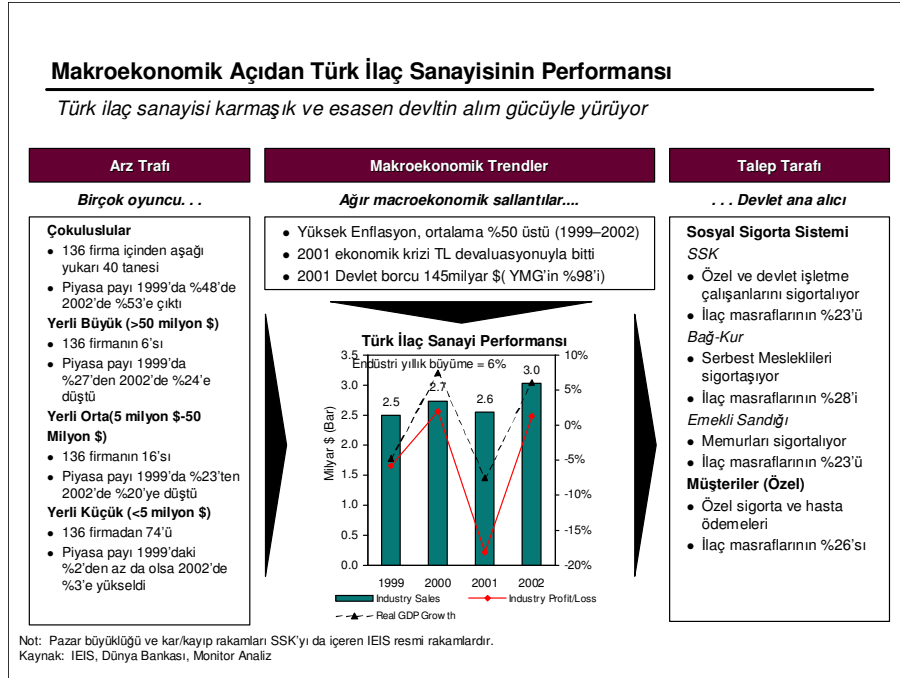 Makroekonomik Açıdan Türk İlaç Sanayisinin Performansı
Türk ilaç sanayisi karmaşık ve esasen devltin alım gücüyle yürüyor
Arz Trafı
Birçok oyuncu. . .
Çokuluslular
• 136 firma içinden aşağı
yukarı 40 tanesi
• Piyasa payı 1999’da %48’de
2002’de %53’e çıktı
Yerli Büyük (>50 milyon $)
• 136 firmanın 6’sı
• Piyasa payı 1999’da
%27’den 2002’de %24’e
düştü
Yerli Orta(5 milyon $-50
Milyon $)
• 136 firmanın 16’sı
• Piyasa payı 1999’da %23’ten
2002’de %20’ye düştü
Yerli Küçük (<5 milyon $)
• 136 firmadan 74’ü
• Piyasa payı 1999’daki
%2’den az da olsa 2002’de
%3’e yükseldi
Makroekonomik Trendler
Ağır macroekonomik sallantılar....
• Yüksek Enflasyon, ortalama %50 üstü (1999–2002)
• 2001 ekonomik krizi TL devaluasyonuyla bitti
• 2001 Devlet borcu 145milyar $( YMG’in %98’i)
Türk İlaç Sanayi Performansı
Endüstri yıllık büyüme = 6%
Milyar $ (Bar)
3.5
3.0
2.5
2.0
1.5
1.0
0.5
0.0
2.5
2.7
2.6
3.0
10%
5%
0%
-5%
-10%
-15%
-20%
1999 2000 2001 2002
Industry Sales Industry Profit/Loss
Real GDP Growth
Talep Tarafı
. . . Devlet ana alıcı
Sosyal Sigorta Sistemi
SSK
• Özel ve devlet işletme
çalışanlarını sigortalıyor
• İlaç masraflarının %23’ü
Bağ-Kur
• Serbest Mesleklileri
sigortaşıyor
• İlaç masraflarının %28’i
Emekli Sandığı
• Memurları sigortalıyor
• İlaç masraflarının %23’ü
Müşteriler (Özel)
• Özel sigorta ve hasta
ödemeleri
• İlaç masraflarının %26’sı
Not: Pazar büyüklüğü ve kar/kayıp rakamları SSK’yı da içeren IEIS resmi rakamlardır.
Kaynak: IEIS, Dünya Bankası, Monitor Analiz